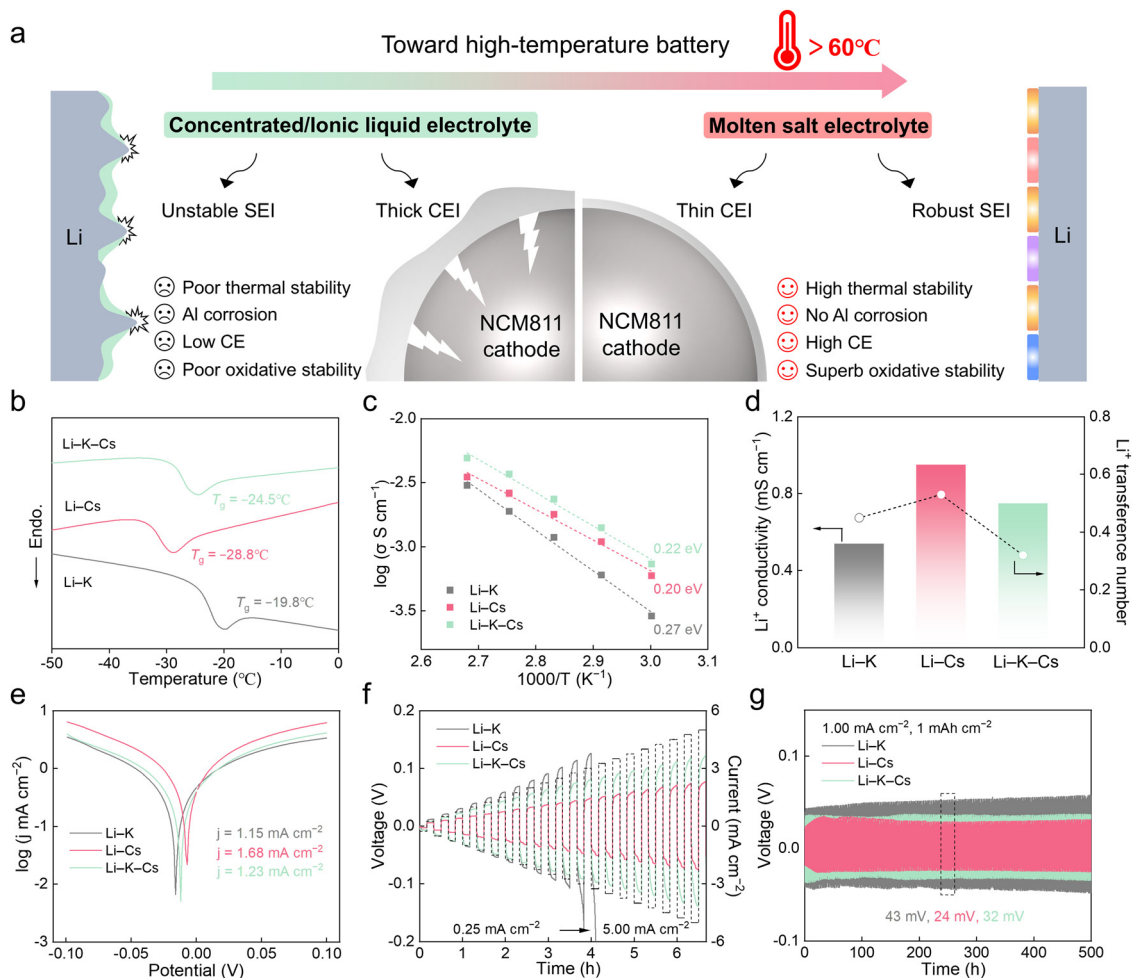 a
Toward high-temperature battery
> 60℃
Concentrated/Ionic liquid electrolyte
Molten salt electrolyte
Unstable SEI
Thick CEI
Thin CEI
Robust SEI
Li
Li
Poor thermal stability
Al corrosion
Low CE
Poor oxidative stability
NCM811
cathode
NCM811
cathode
High thermal stability
No Al corrosion
High CE
Superb oxidative stability
b
Endo.
Li–K–Cs
Tg = −24.5℃
Li–Cs
Tg = −28.8℃
Li–K
Tg = −19.8℃
-50 -40 -30 -20 -10 0
Temperature (℃)
c
log (σ S cm⁻¹)
-2.0
-2.5
-3.0
-3.5
0.22 eV
0.20 eV
0.27 eV
Li–K
Li–Cs
Li–K–Cs
2.6 2.7 2.8 2.9 3.0 3.1
1000/T (K⁻¹)
d
Li⁺ conductivity (mS cm⁻¹)
1.2
0.8
0.4
0.0
Li–K Li–Cs Li–K–Cs
0.8
0.6
0.4
0.2
0.0
Li⁺ transference number
e
log (j mA cm⁻²)
1
0
-1
-2
-3
Li–K
Li–Cs
Li–K–Cs
j = 1.15 mA cm⁻²
j = 1.68 mA cm⁻²
j = 1.23 mA cm⁻²
-0.10 -0.05 0.00 0.05 0.10
Potential (V)
f
Voltage (V)
0.2
0.1
0.0
-0.1
-0.2
Li–K
Li–Cs
Li–K–Cs
0.25 mA cm⁻² 5.00 mA cm⁻²
0 1 2 3 4 5 6
Time (h)
6
3
0
-3
-6
Current (mA cm⁻²)
g
Voltage (V)
0.1
0.0
-0.1
1.00 mA cm⁻², 1 mAh cm⁻²
Li–K
Li–Cs
Li–K–Cs
43 mV, 24 mV, 32 mV
0 100 200 300 400 500
Time (h)